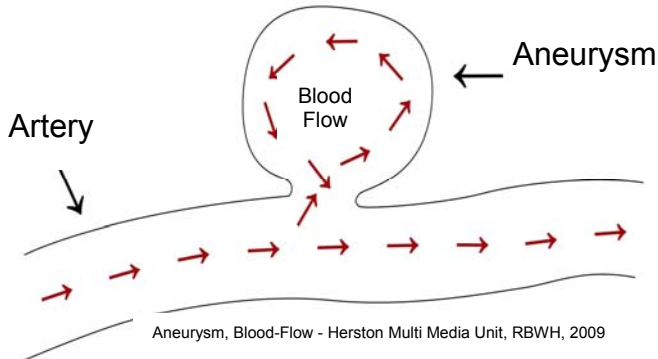 Aneurysm
Blood
Flow
Artery
Aneurysm, Blood-Flow - Herston Multi Media Unit, RBWH, 2009